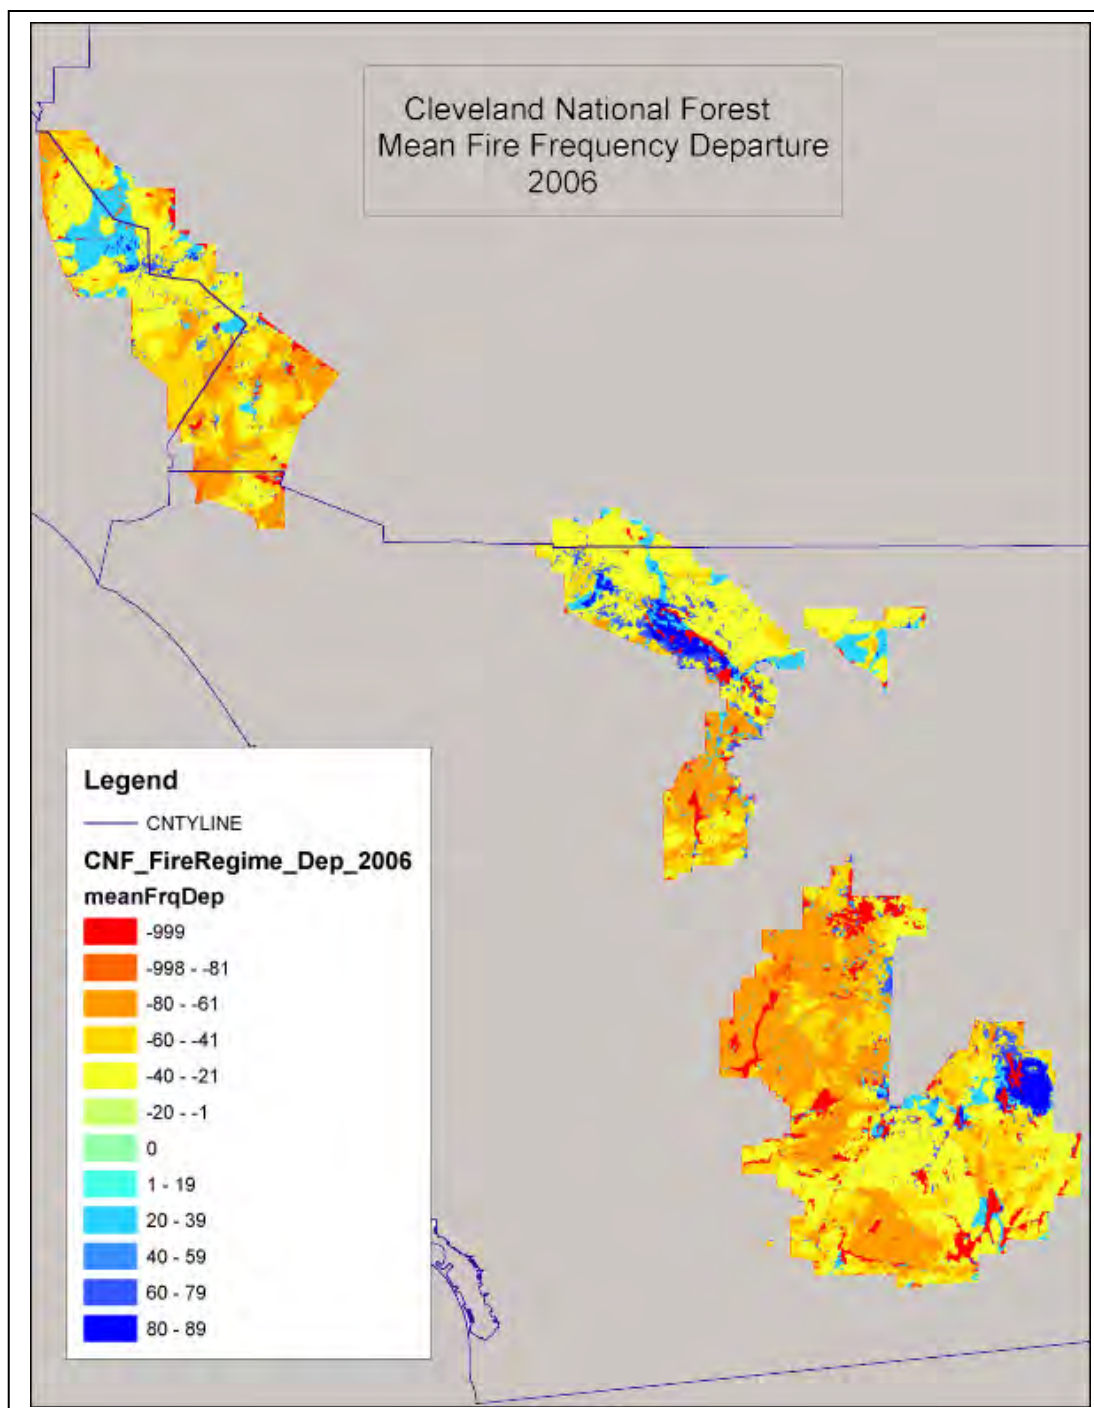 Cleveland National Forest
Mean Fire Frequency Departure
2006
Legend
CNTYLINE
CNF_FireRegime_Dep_2006
meanFrqDep
-999
-998 - -81
-80 - -61
-60 - -41
-40 - -21
-20 - -1
0
1 - 19
20 - 39
40 - 59
60 - 79
80 - 89